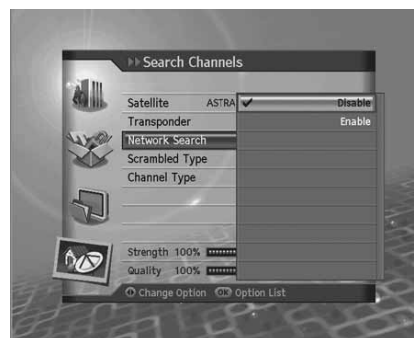 Search Channels
Satellite ASTRA Disable
Transponder Enable
Network Search
Scrambled Type
Channel Type
Strength 100%
Quality 100%
Change Option OK Option List